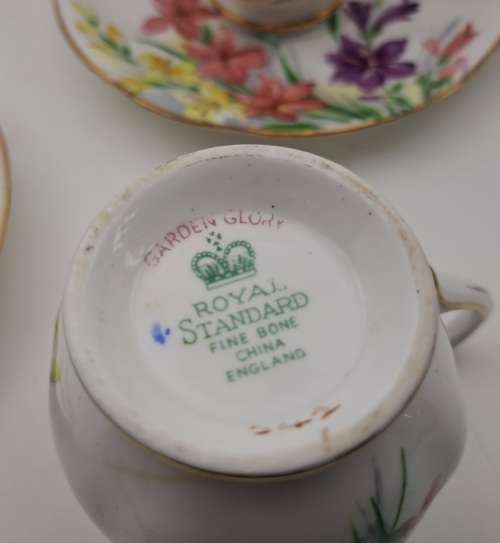 GARDEN GLORY
ROYAL
STANDARD
FINE BONE
CHINA
ENGLAND